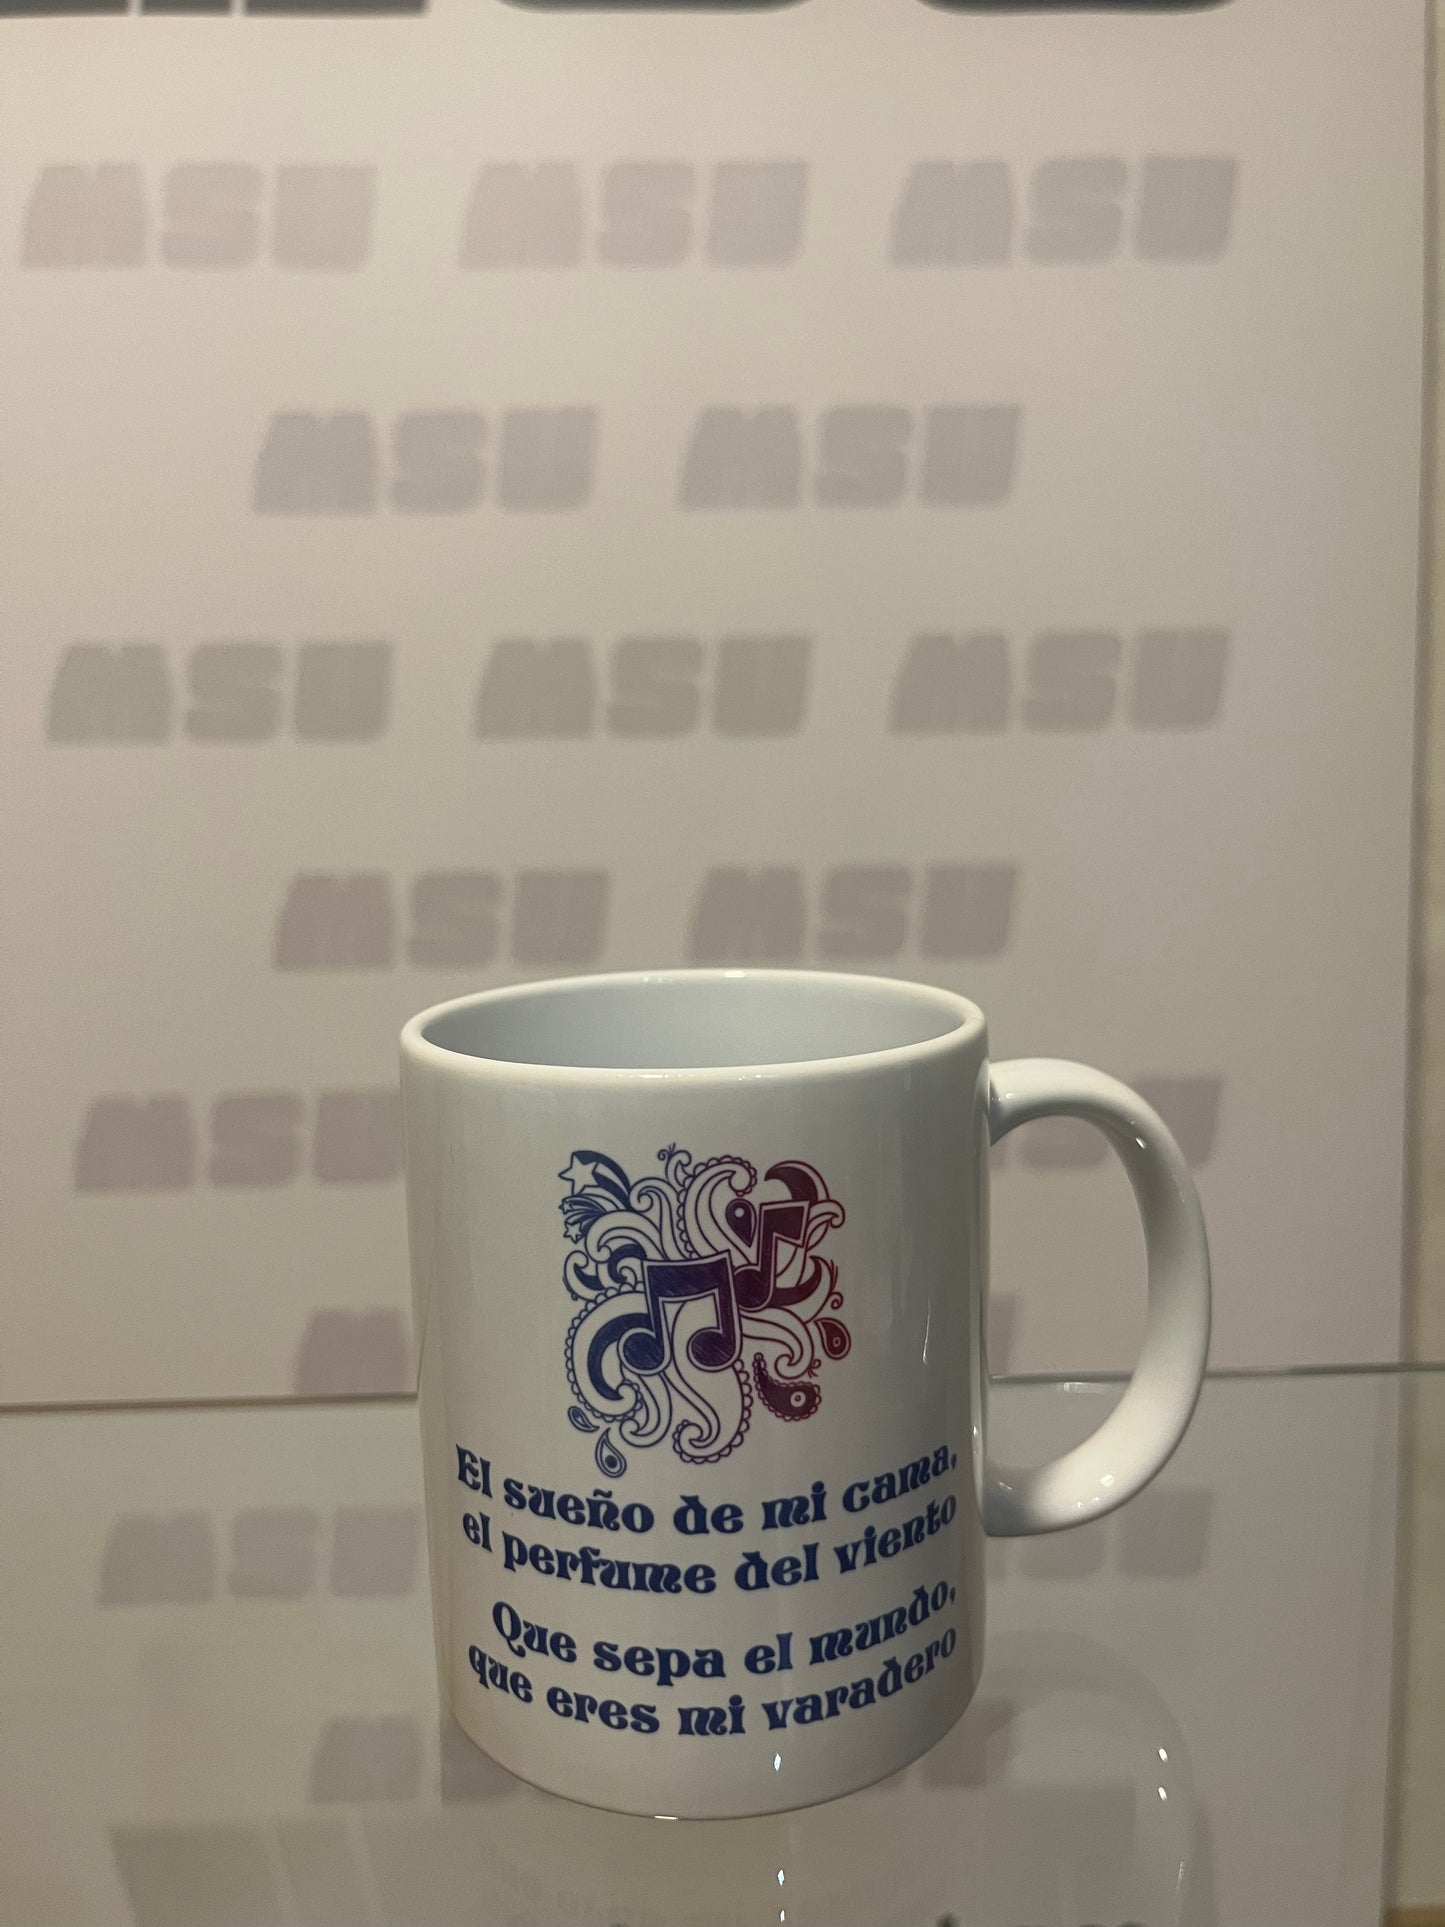 MSU MSU MSU
MSU MSU
MSU MSU MSU
MSU MSU
MSU
El sueño de mi cama,
el perfume del viento
Que sepa el mundo,
que eres mi varadero